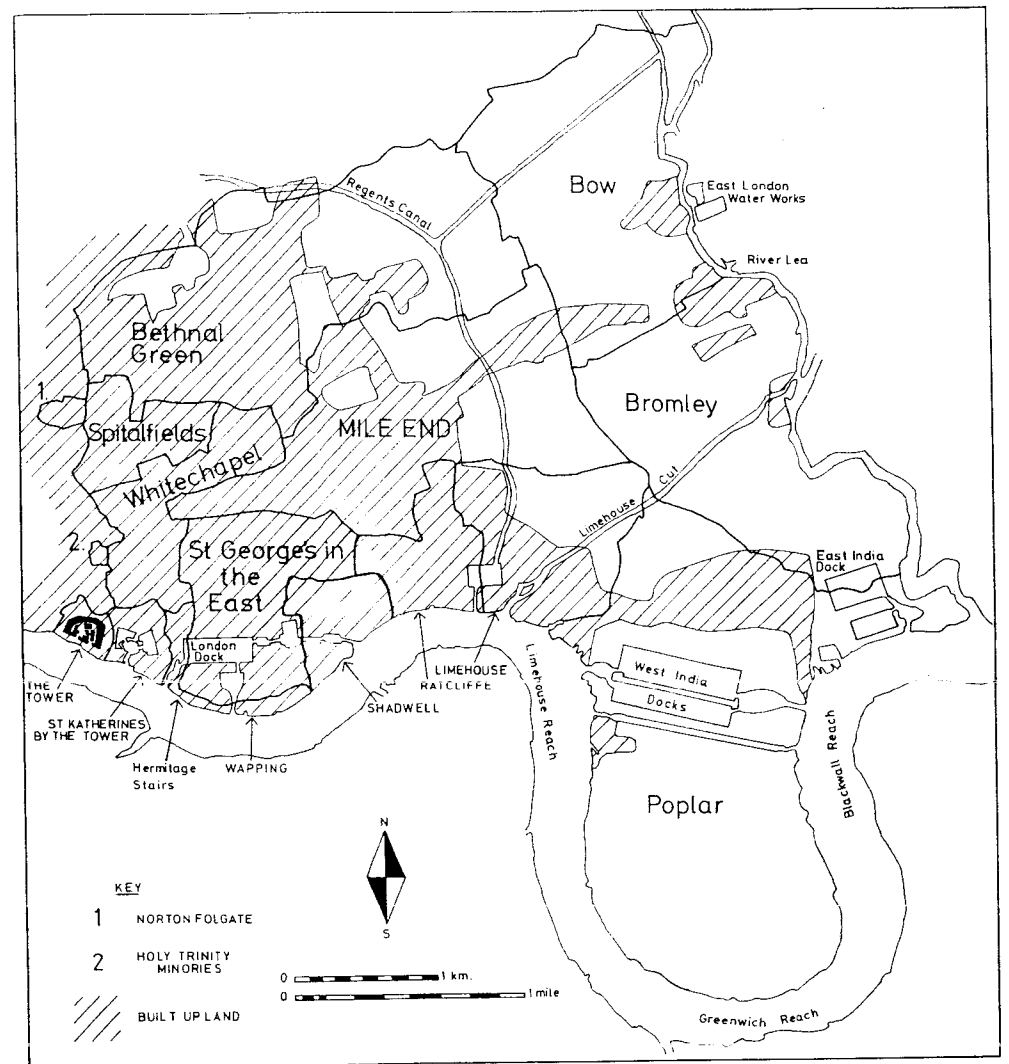 Bow
Regents Canal
East London
Water Works
River Lea
Bethnal
Green
1
Spitalfields
MILE END
Bromley
Whitechapel
Limehouse Cut
2.
St George's in
the
East
East India
Dock
London
Dock
THE
TOWER
ST KATHERINES
BY THE TOWER
Hermitage
Stairs
WAPPING
SHADWELL
LIMEHOUSE
RATCLIFFE
Limehouse Reach
West India
Docks
Blackwall Reach
Poplar
N
S
KEY
1 NORTON FOLGATE
2 HOLY TRINITY
MINORIES
BUILT UP LAND
0 1 km.
0 1 mile
Greenwich Reach